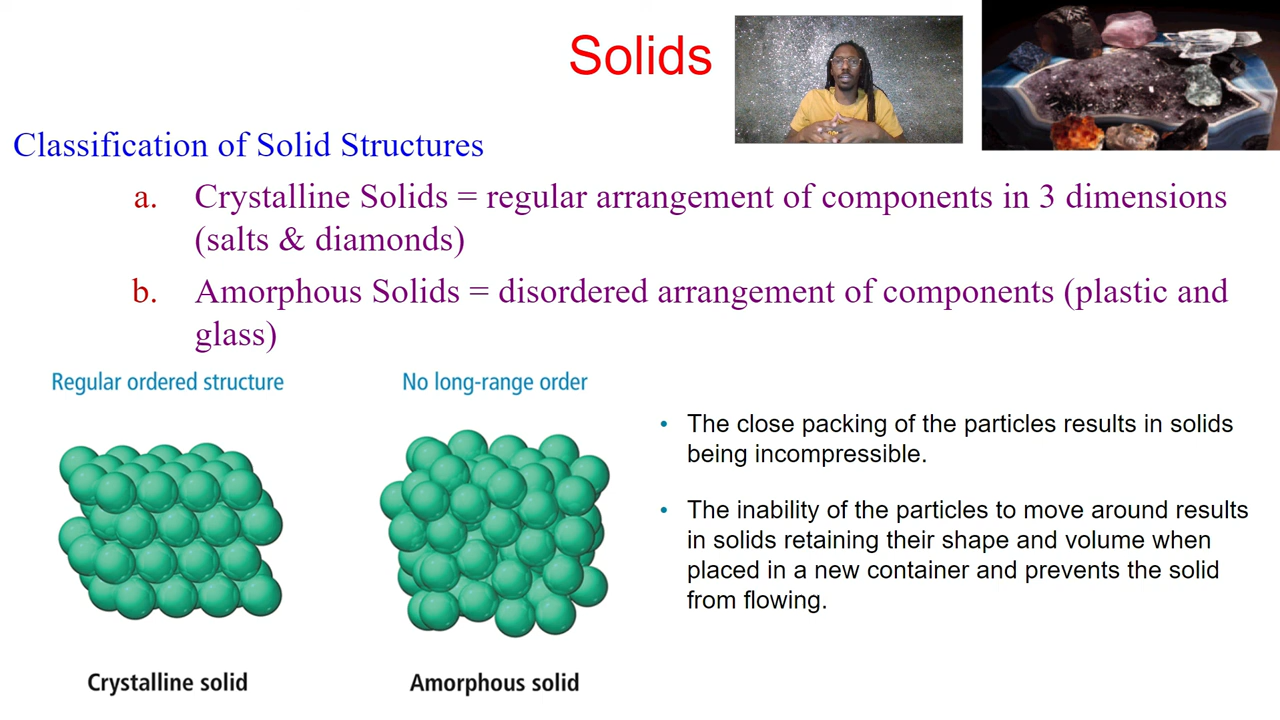 Solids
Classification of Solid Structures
a. Crystalline Solids = regular arrangement of components in 3 dimensions
(salts & diamonds)
b. Amorphous Solids = disordered arrangement of components (plastic and
glass)
Regular ordered structure
No long-range order
Crystalline solid
Amorphous solid
• The close packing of the particles results in solids
being incompressible.
• The inability of the particles to move around results
in solids retaining their shape and volume when
placed in a new container and prevents the solid
from flowing.